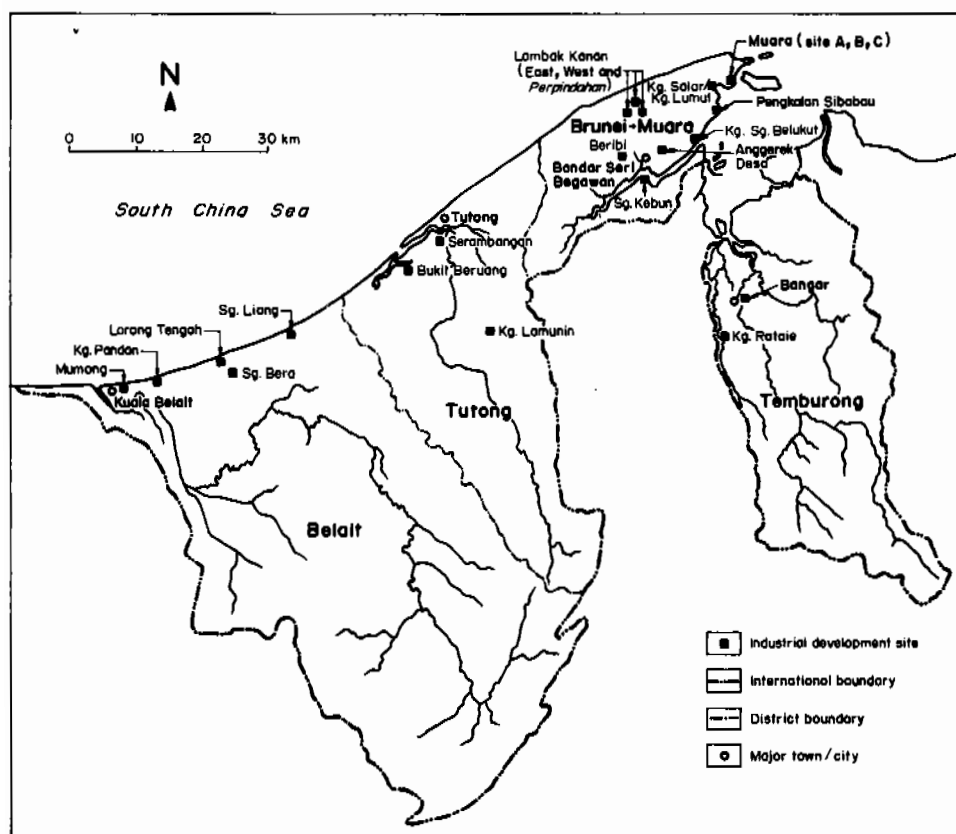 N
0 10 20 30 km
South China Sea
Lambak Kanan
(East, West and
Perpindahan)
Muara (site A, B, C)
Kg. Salar/
Kg. Lumut
Pengkalan Sibabau
Brunei-Muara
Kg. Sg. Belukut
Beribi
Anggerek
Desa
Bandar Seri
Begawan
Sg. Kebun
Tutong
Serambangan
Bukit Beruang
Bangar
Sg. Liang
Lorong Tengah
Kg. Pandan
Mumong
Sg. Bera
Kuala Belait
Kg. Lamunin
Kg. Rataie
Tutong
Temburong
Belait
Industrial development site
International boundary
District boundary
Major town/city